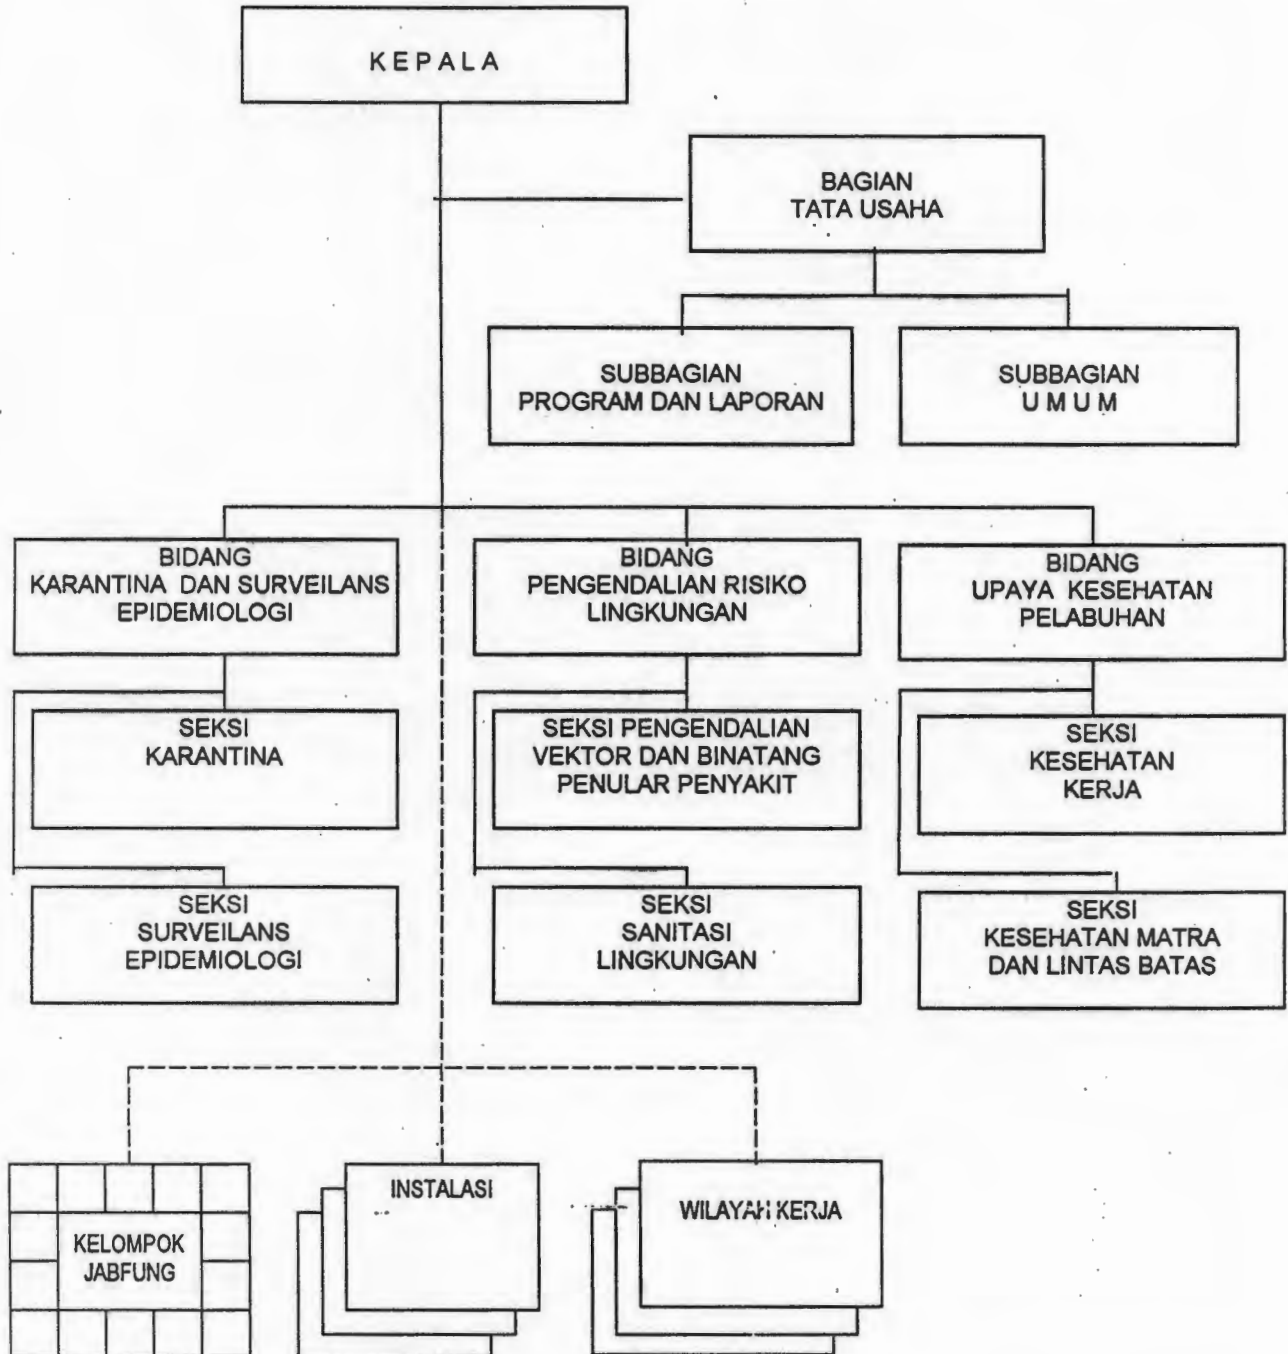 K E P A L A
BAGIAN
TATA USAHA
SUBBAGIAN
PROGRAM DAN LAPORAN
SUBBAGIAN
U M U M
BIDANG
KARANTINA DAN SURVEILANS
EPIDEMIOLOGI
BIDANG
PENGENDALIAN RISIKO
LINGKUNGAN
BIDANG
UPAYA KESEHATAN
PELABUHAN
SEKSI
KARANTINA
SEKSI PENGENDALIAN
VEKTOR DAN BINATANG
PENULAR PENYAKIT
SEKSI
KESEHATAN
KERJA
SEKSI
SURVEILANS
EPIDEMIOLOGI
SEKSI
SANITASI
LINGKUNGAN
SEKSI
KESEHATAN MATRA
DAN LINTAS BATAS
KELOMPOK
JABFUNG
INSTALASI
WILAYAH KERJA